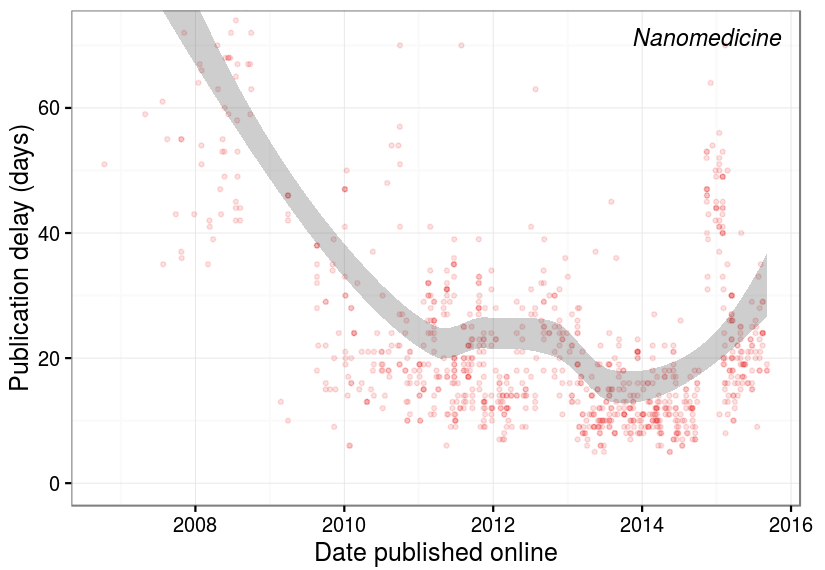 Nanomedicine
Publication delay (days)
60
40
20
0
2008 2010 2012 2014 2016
Date published online